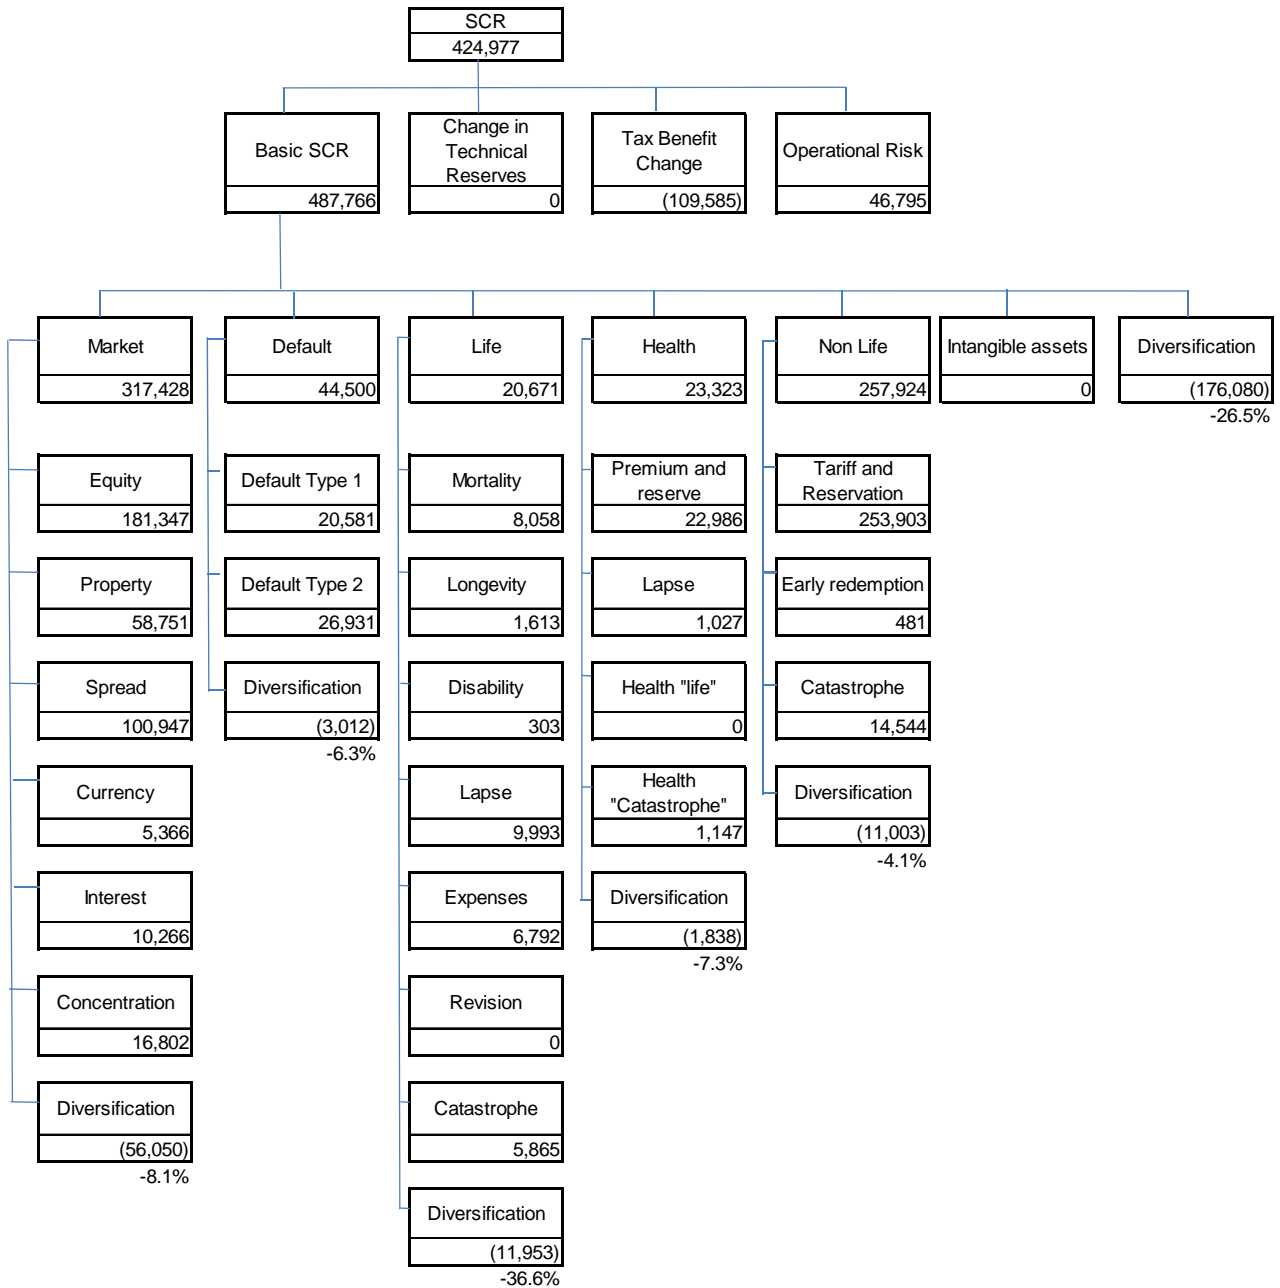 SCR
424,977
Basic SCR
487,766
Change in
Technical
Reserves
0
Tax Benefit
Change
(109,585)
Operational Risk
46,795
Market
317,428
Default
44,500
Life
20,671
Health
23,323
Non Life
257,924
Intangible assets
0
Diversification
(176,080)
-26.5%
Equity
181,347
Property
58,751
Spread
100,947
Currency
5,366
Interest
10,266
Concentration
16,802
Diversification
(56,050)
-8.1%
Default Type 1
20,581
Default Type 2
26,931
Diversification
(3,012)
-6.3%
Mortality
8,058
Longevity
1,613
Disability
303
Lapse
9,993
Expenses
6,792
Revision
0
Catastrophe
5,865
Diversification
(11,953)
-36.6%
Premium and
reserve
22,986
Lapse
1,027
Health "life"
0
Health
"Catastrophe"
1,147
Diversification
(1,838)
-7.3%
Tariff and
Reservation
253,903
Early redemption
481
Catastrophe
14,544
Diversification
(11,003)
-4.1%